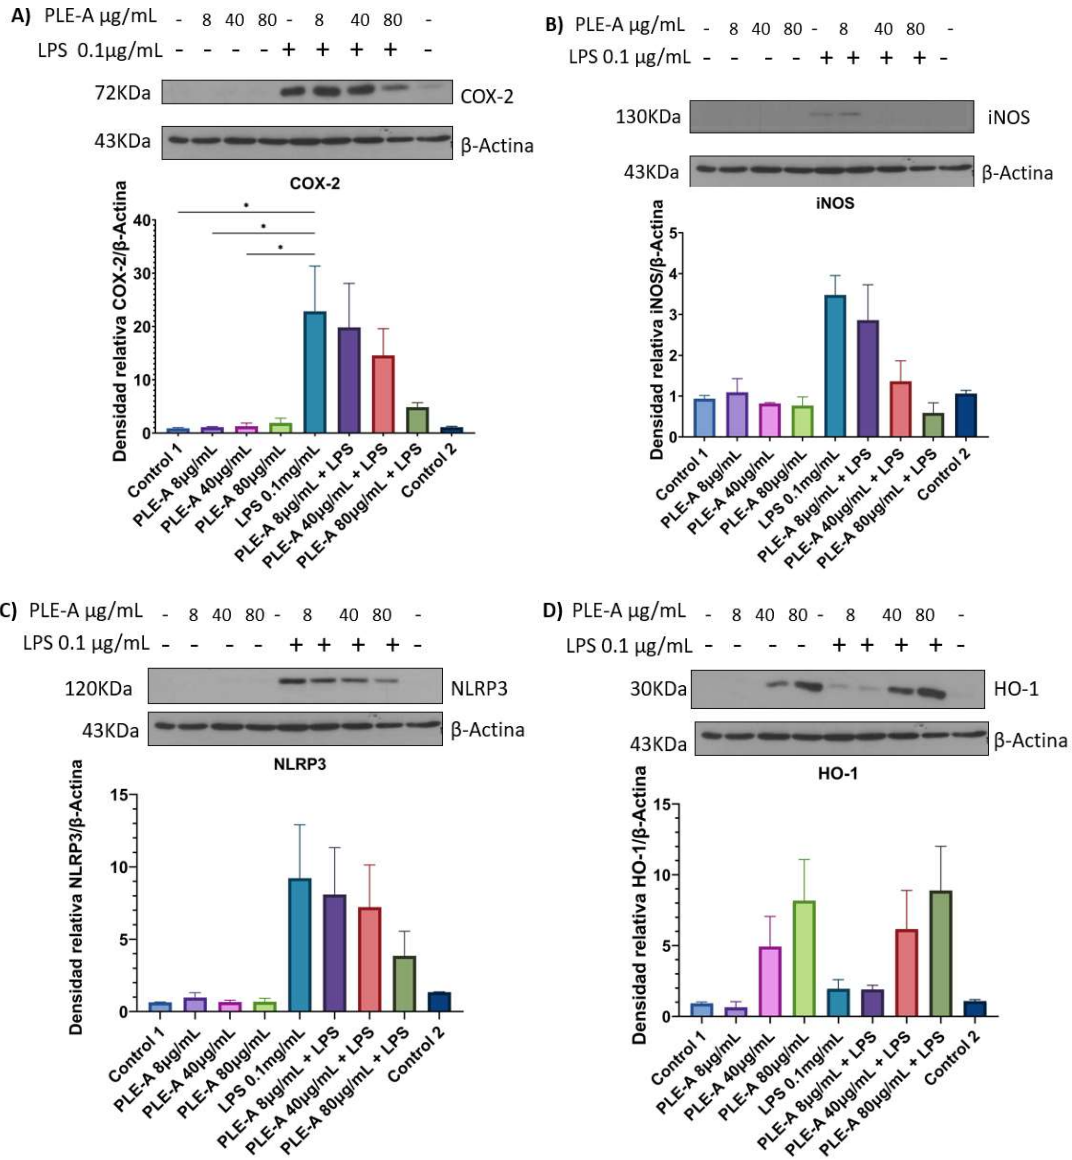 A) PLE-A µg/mL - 8 40 80 - 8 40 80 -
LPS 0.1µg/mL - - - - + + + + -
72KDa COX-2
43KDa β-Actina
COX-2
Densidad relativa COX-2/β-Actina
* * *
40
30
20
10
0
Control 1
PLE-A 8µg/mL
PLE-A 40µg/mL
PLE-A 80µg/mL
LPS 0.1mg/mL
PLE-A 8µg/mL + LPS
PLE-A 40µg/mL + LPS
PLE-A 80µg/mL + LPS
Control 2
B) PLE-A µg/mL - 8 40 80 - 8 40 80 -
LPS 0.1 µg/mL - - - - + + + + -
130KDa iNOS
43KDa β-Actina
iNOS
Densidad relativa iNOS/β-Actina
5
4
3
2
1
0
Control 1
PLE-A 8µg/mL
PLE-A 40µg/mL
PLE-A 80µg/mL
LPS 0.1mg/mL
PLE-A 8µg/mL + LPS
PLE-A 40µg/mL + LPS
PLE-A 80µg/mL + LPS
Control 2
C) PLE-A µg/mL - 8 40 80 - 8 40 80 -
LPS 0.1 µg/mL - - - - + + + + -
120KDa NLRP3
43KDa β-Actina
NLRP3
Densidad relativa NLRP3/β-Actina
15
10
5
0
Control 1
PLE-A 8µg/mL
PLE-A 40µg/mL
PLE-A 80µg/mL
LPS 0.1mg/mL
PLE-A 8µg/mL + LPS
PLE-A 40µg/mL + LPS
PLE-A 80µg/mL + LPS
Control 2
D) PLE-A µg/mL - 8 40 80 - 8 40 80 -
LPS 0.1 µg/mL - - - - + + + + -
30KDa HO-1
43KDa β-Actina
HO-1
Densidad relativa HO-1/β-Actina
15
10
5
0
Control 1
PLE-A 8µg/mL
PLE-A 40µg/mL
PLE-A 80µg/mL
LPS 0.1mg/mL
PLE-A 8µg/mL + LPS
PLE-A 40µg/mL + LPS
PLE-A 80µg/mL + LPS
Control 2